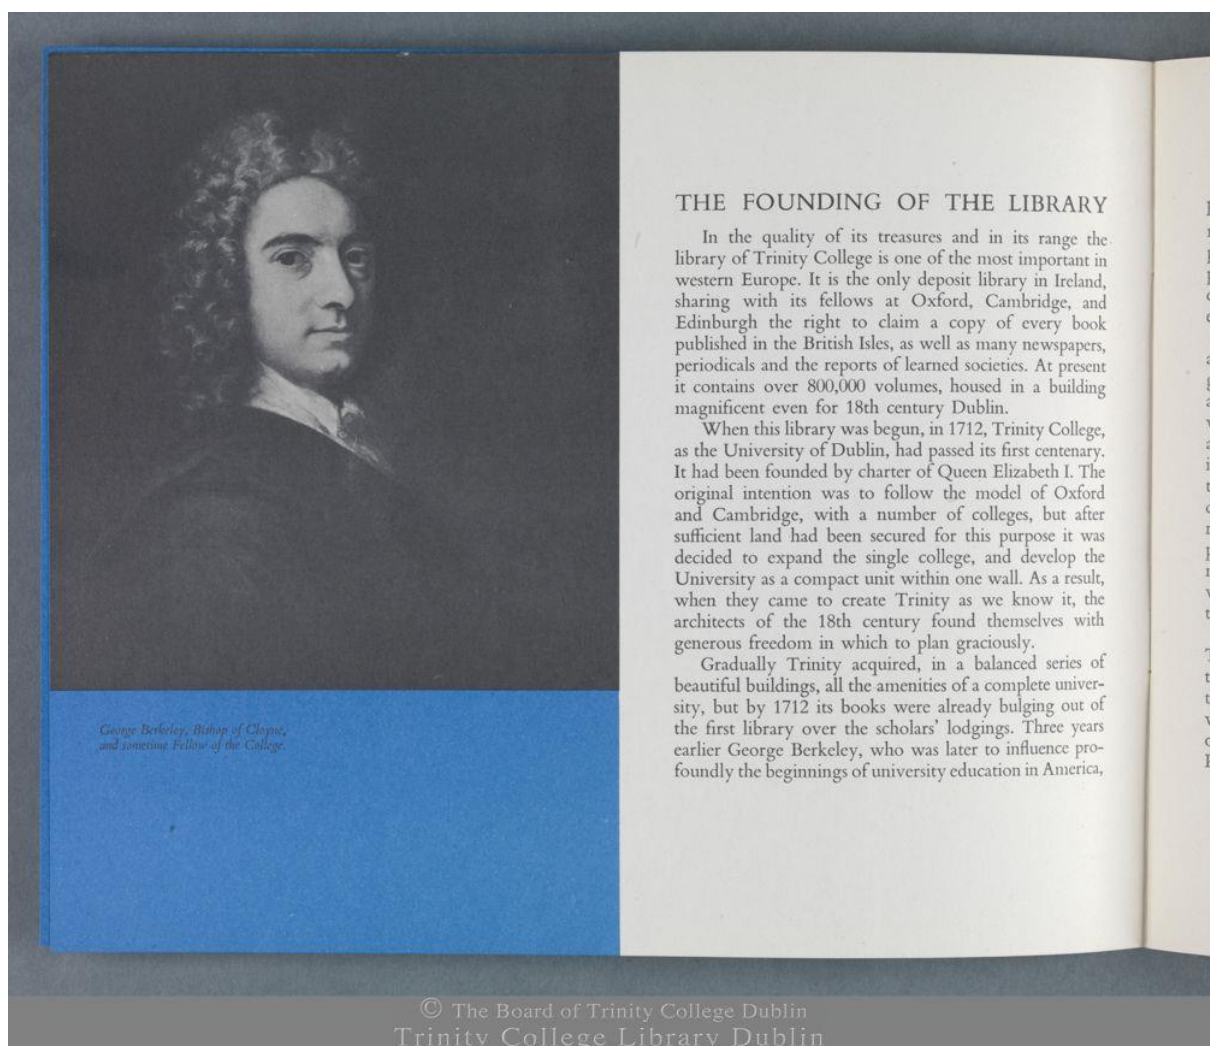 George Berkeley, Bishop of Cloyne,
and sometime Fellow of the College.
THE FOUNDING OF THE LIBRARY
In the quality of its treasures and in its range the
library of Trinity College is one of the most important in
western Europe. It is the only deposit library in Ireland,
sharing with its fellows at Oxford, Cambridge, and
Edinburgh the right to claim a copy of every book
published in the British Isles, as well as many newspapers,
periodicals and the reports of learned societies. At present
it contains over 800,000 volumes, housed in a building
magnificent even for 18th century Dublin.
When this library was begun, in 1712, Trinity College,
as the University of Dublin, had passed its first centenary.
It had been founded by charter of Queen Elizabeth I. The
original intention was to follow the model of Oxford
and Cambridge, with a number of colleges, but after
sufficient land had been secured for this purpose it was
decided to expand the single college, and develop the
University as a compact unit within one wall. As a result,
when they came to create Trinity as we know it, the
architects of the 18th century found themselves with
generous freedom in which to plan graciously.
Gradually Trinity acquired, in a balanced series of
beautiful buildings, all the amenities of a complete univer-
sity, but by 1712 its books were already bulging out of
the first library over the scholars' lodgings. Three years
earlier George Berkeley, who was later to influence pro-
foundly the beginnings of university education in America,
© The Board of Trinity College Dublin
Trinity College Library Dublin